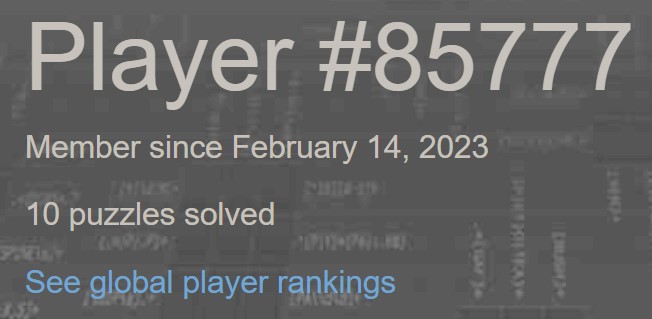 Player #85777
Member since February 14, 2023
10 puzzles solved
See global player rankings